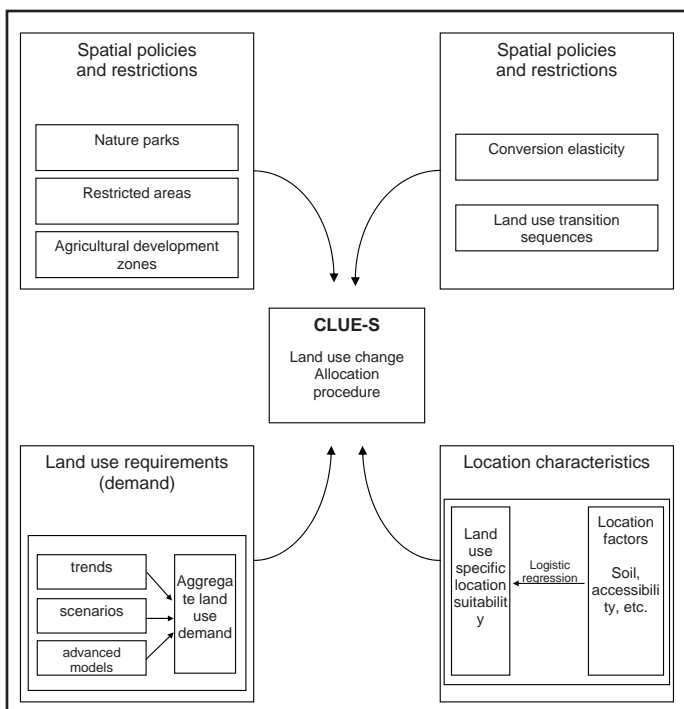 Spatial policies
and restrictions
Nature parks
Restricted areas
Agricultural development
zones
Spatial policies
and restrictions
Conversion elasticity
Land use transition
sequences
CLUE-S
Land use change
Allocation
procedure
Land use requirements
(demand)
trends
scenarios
advanced
models
Aggrega
te land
use
demand
Location characteristics
Land
use
specific
location
suitabilit
y
Logistic
regression
Location
factors
Soil,
accessibili
ty, etc.